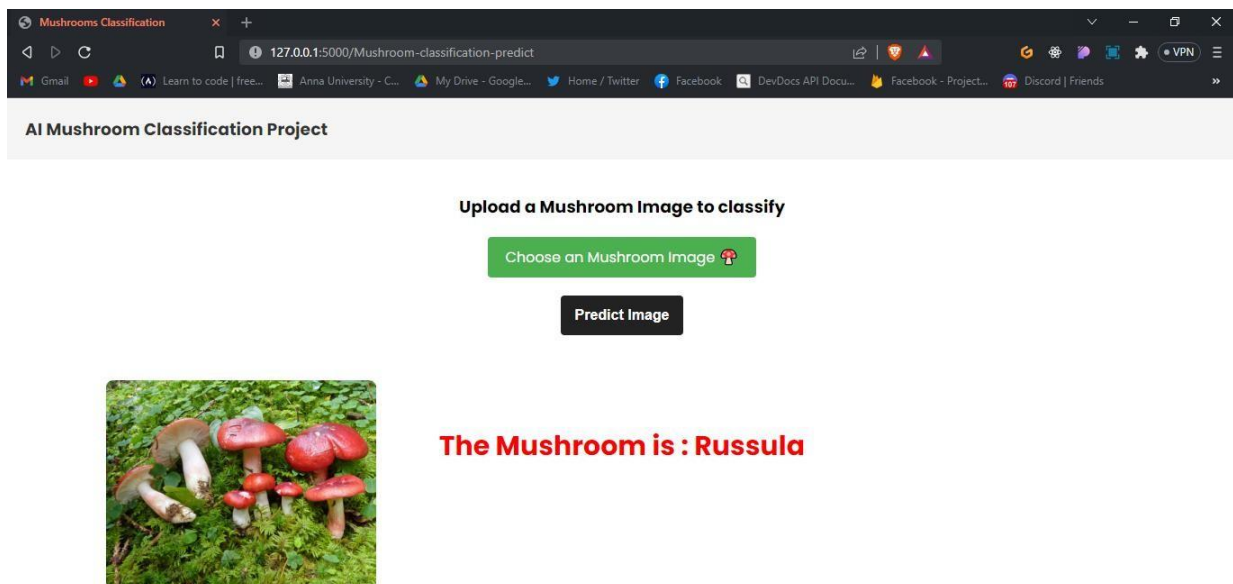 Mushrooms Classification
127.0.0.1:5000/Mushroom-classification-predict
VPN
Gmail Learn to code | free... Anna University - C... My Drive - Google... Home / Twitter Facebook DevDocs API Docu... Facebook - Project... 107 Discord | Friends »
AI Mushroom Classification Project
Upload a Mushroom Image to classify
Choose an Mushroom Image
Predict Image
The Mushroom is : Russula